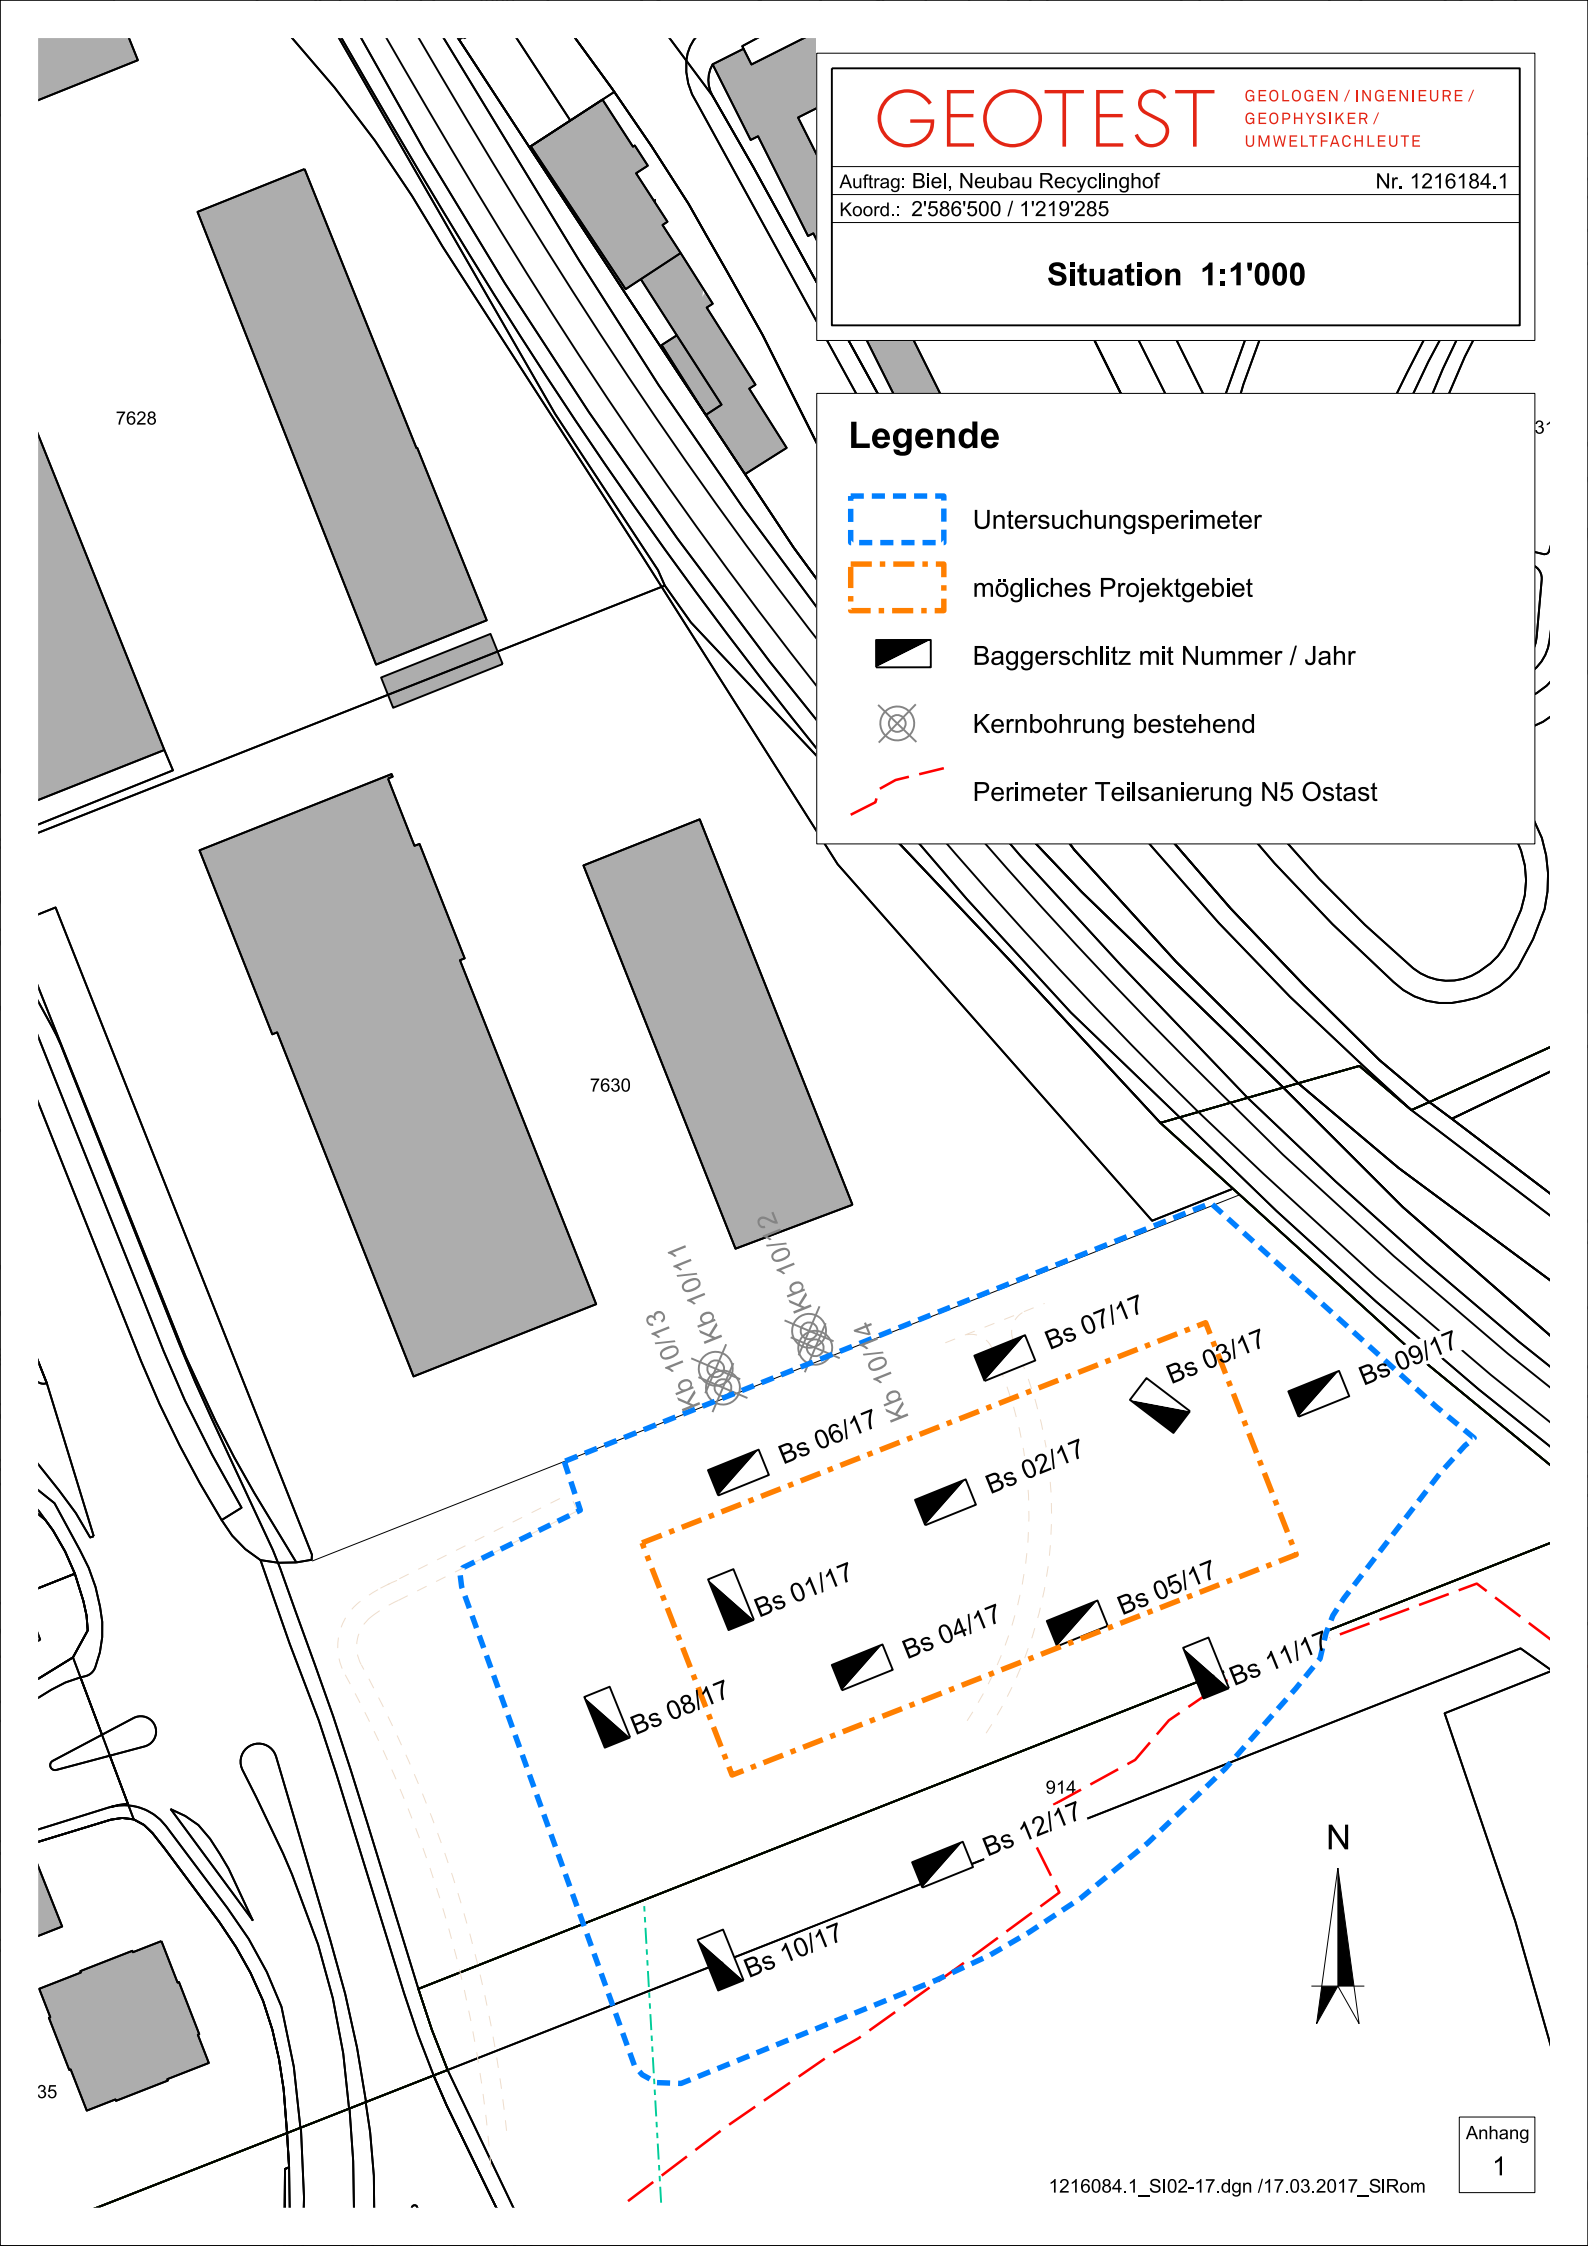 GEOTEST
GEOLOGEN / INGENIEURE /
GEOPHYSIKER /
UMWELTFACHLEUTE
Auftrag: Biel, Neubau Recyclinghof Nr. 1216184.1
Koord.: 2'586'500 / 1'219'285
Situation 1:1'000
7628
Legende
Untersuchungsperimeter
mögliches Projektgebiet
Baggerschlitz mit Nummer / Jahr
Kernbohrung bestehend
Perimeter Teilsanierung N5 Ostast
7630
Kb 10/13
Kb 10/11
Kb 10/12
Kb 10/14
Bs 07/17
Bs 03/17
Bs 09/17
Bs 06/17
Bs 02/17
Bs 01/17
Bs 05/17
Bs 04/17
Bs 11/17
Bs 08/17
914
Bs 12/17
Bs 10/17
N
35
Anhang
1
1216084.1_SI02-17.dgn /17.03.2017_SIRom